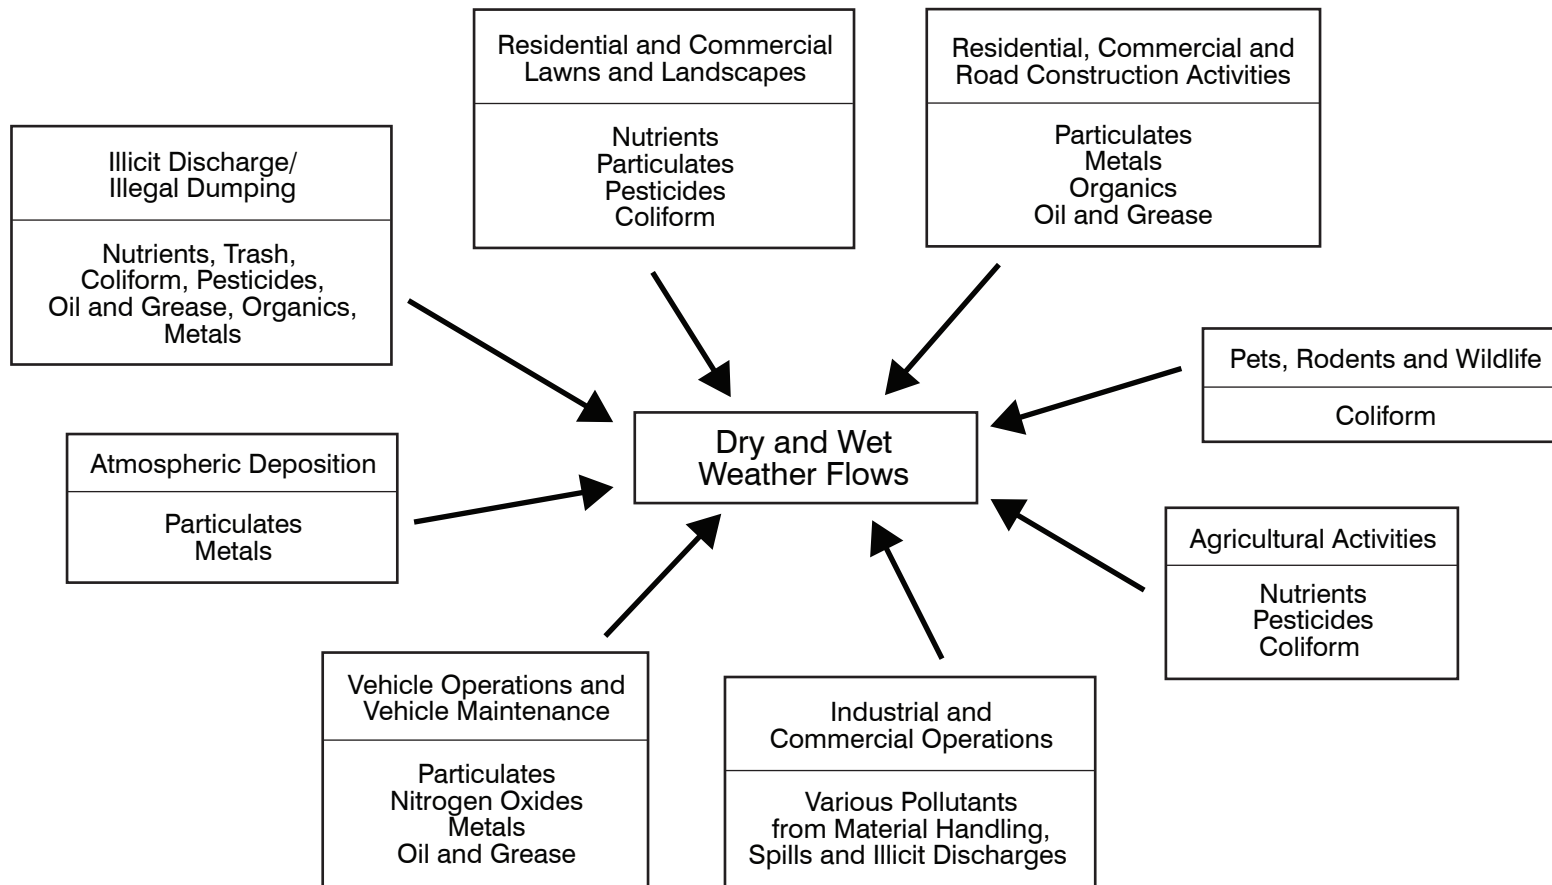 Residential and Commercial
Lawns and Landscapes
Nutrients
Particulates
Pesticides
Coliform
Residential, Commercial and
Road Construction Activities
Particulates
Metals
Organics
Oil and Grease
Illicit Discharge/
Illegal Dumping
Nutrients, Trash,
Coliform, Pesticides,
Oil and Grease, Organics,
Metals
Pets, Rodents and Wildlife
Coliform
Dry and Wet
Weather Flows
Atmospheric Deposition
Particulates
Metals
Agricultural Activities
Nutrients
Pesticides
Coliform
Vehicle Operations and
Vehicle Maintenance
Particulates
Nitrogen Oxides
Metals
Oil and Grease
Industrial and
Commercial Operations
Various Pollutants
from Material Handling,
Spills and Illicit Discharges